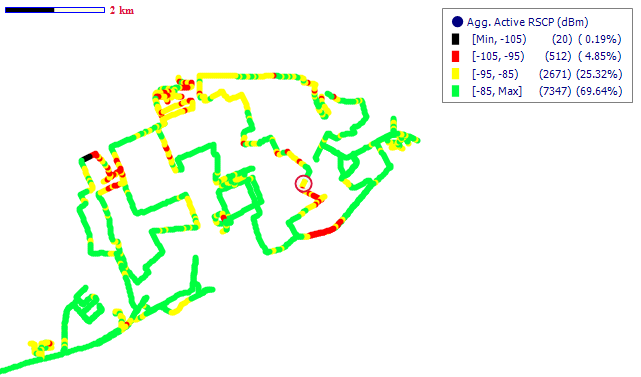 2 km
Agg. Active RSCP (dBm)
[Min, -105) (20) ( 0.19%)
[-105, -95) (512) ( 4.85%)
[-95, -85) (2671) (25.32%)
[-85, Max] (7347) (69.64%)